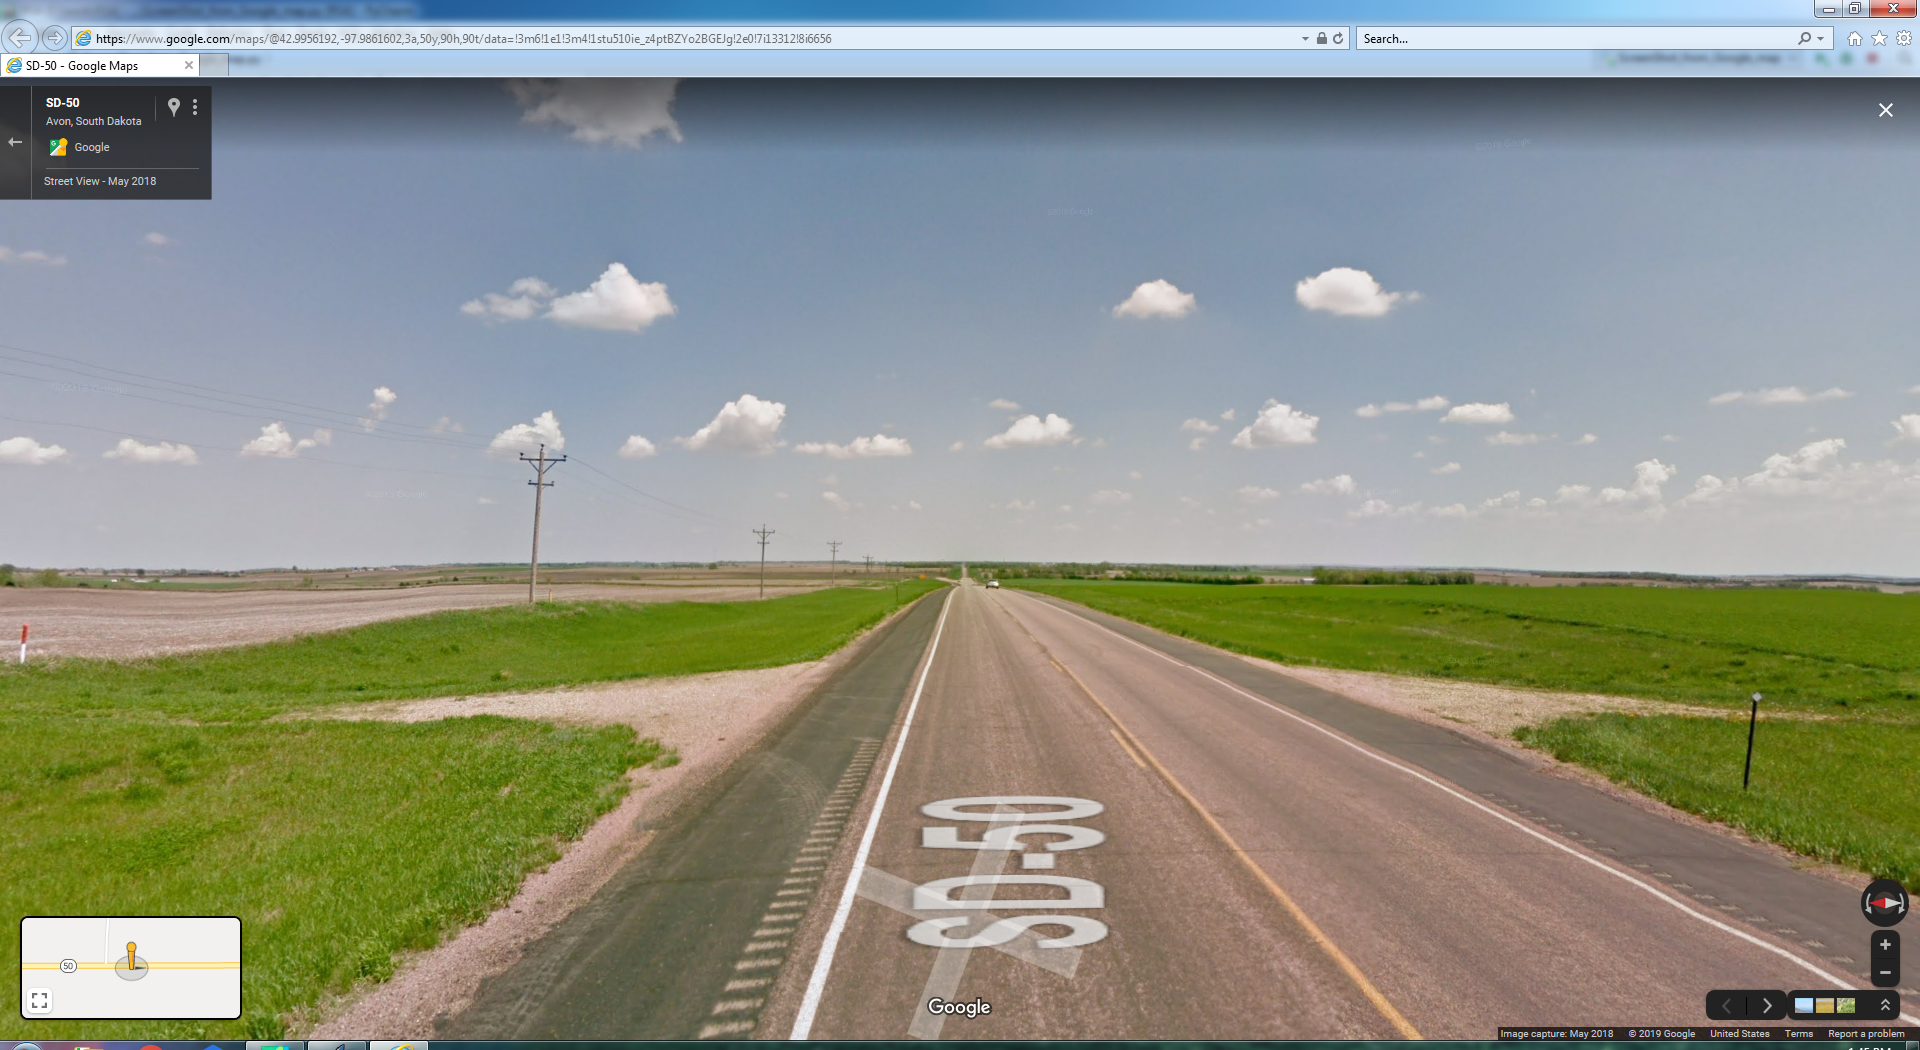 https://www.google.com/maps/@42.9956192,-97.9861602,3a,50y,90h,90t/data=!3m6!1e1!3m4!1stu510ie_z4ptBZYo2BGEJg!2e0!7i13312!8i6656
Search...
SD-50 - Google Maps
SD-50
Avon, South Dakota
Google
Street View - May 2018
SD-50
50
Google
Image capture: May 2018 © 2019 Google United States Terms Report a problem